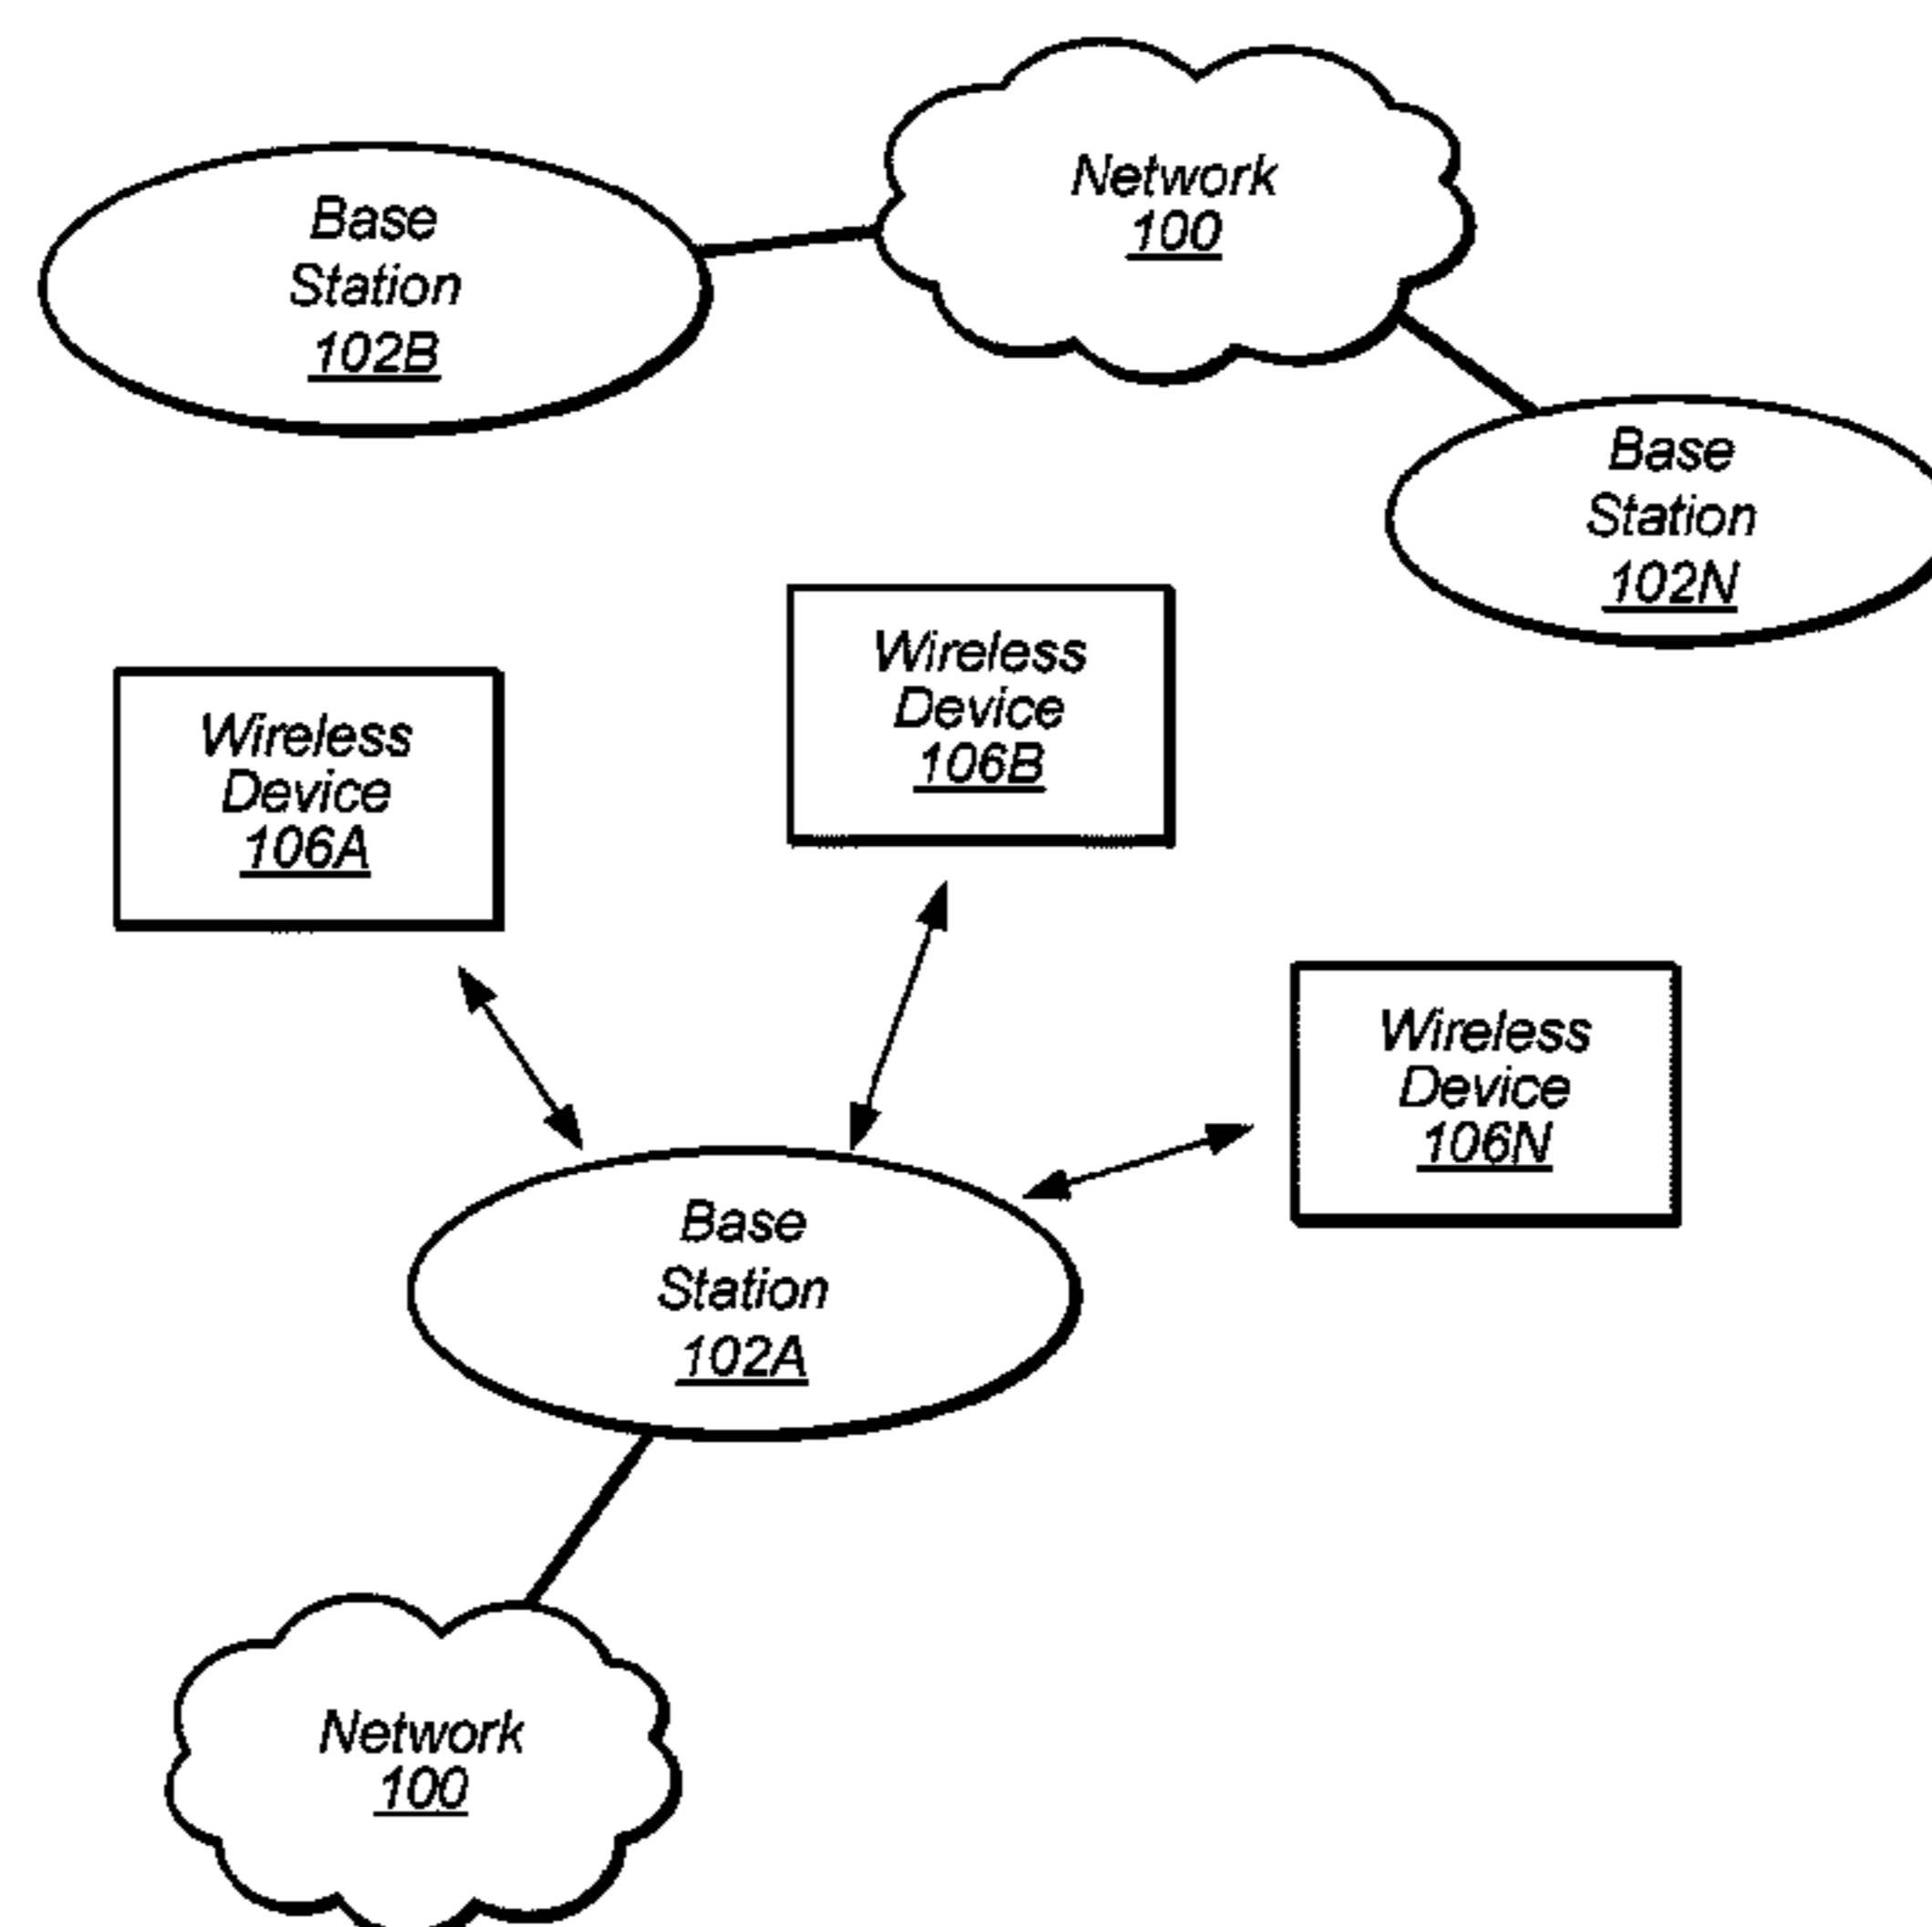 Network
100
Base
Station
102B
Base
Station
102N
Wireless
Device
106B
Wireless
Device
106A
Wireless
Device
106N
Base
Station
102A
Network
100